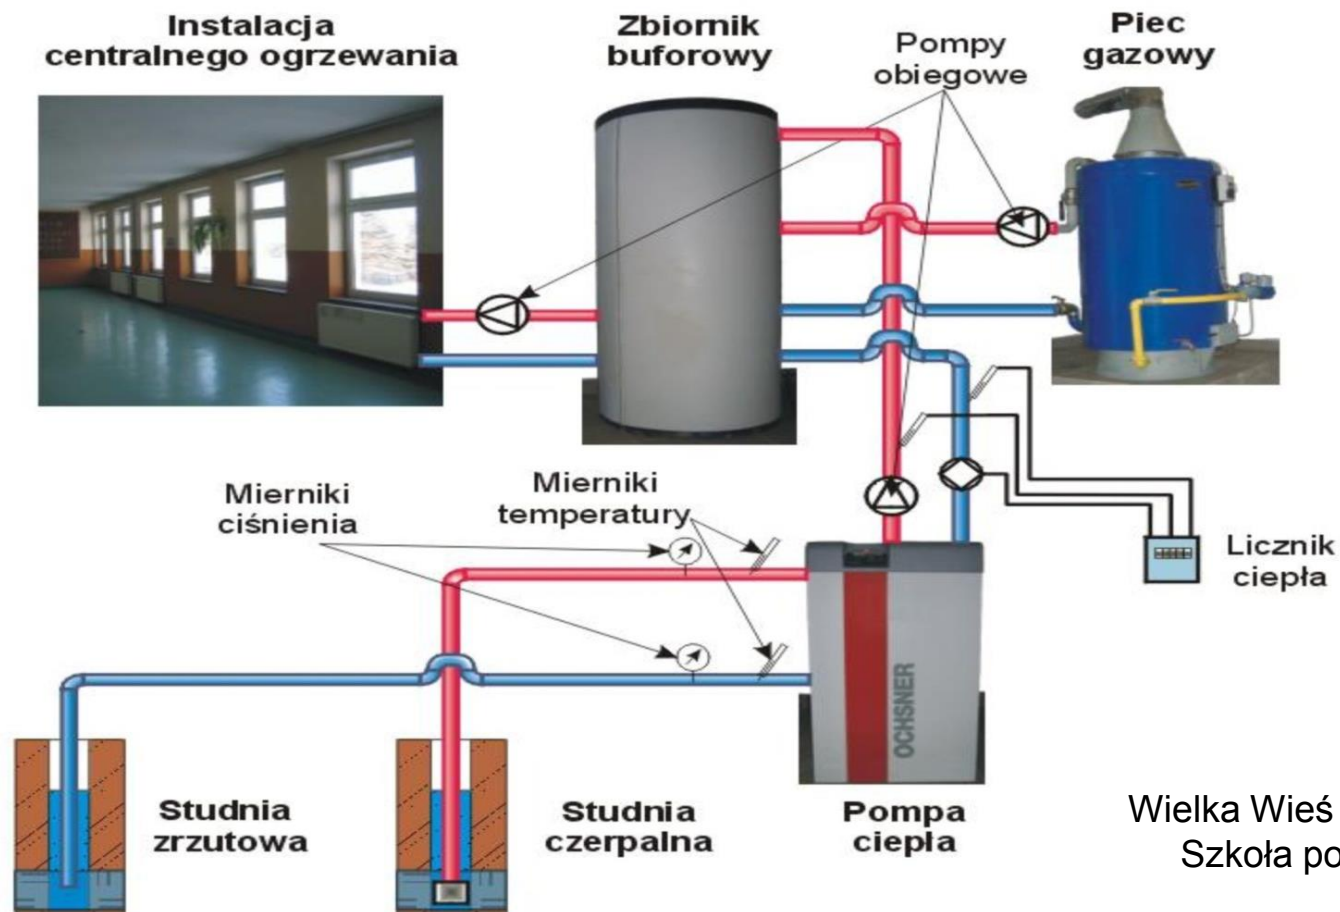 Instalacja
centralnego ogrzewania
Zbiornik
buforowy
Pompy
obiegowe
Piec
gazowy
Mierniki
ciśnienia
Mierniki
temperatury
Licznik
ciepła
OCHSNER
Studnia
zrzutowa
Studnia
czerpalna
Pompa
ciepła
Wielka Wieś
Szkoła po